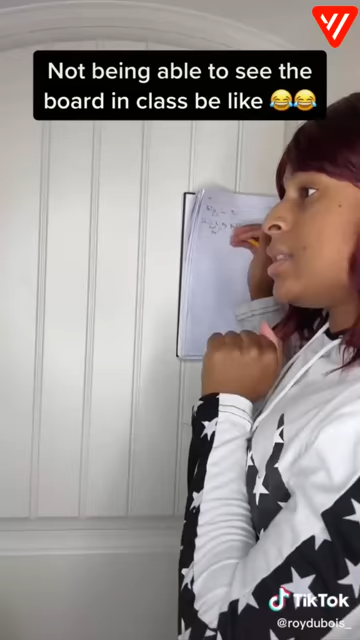 Not being able to see the
board in class be like 😂😂
TikTok
@roydubois_